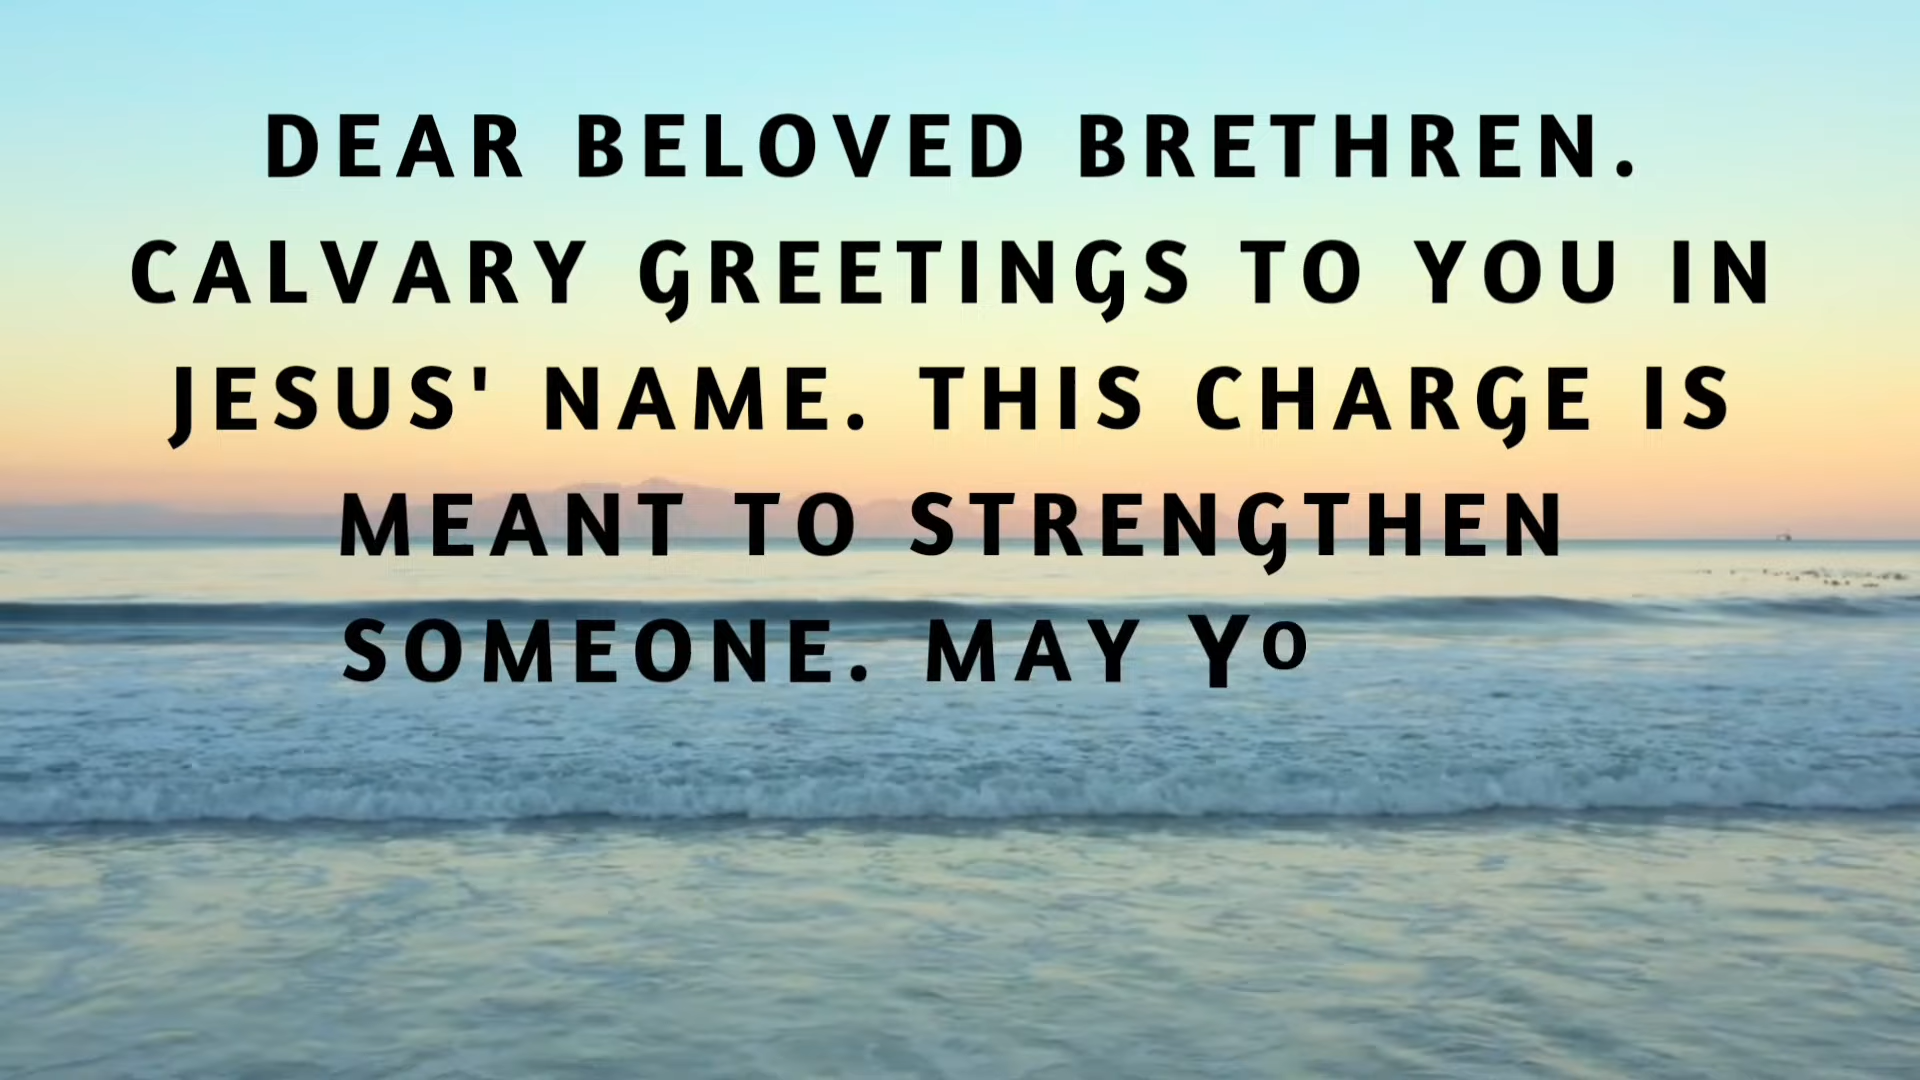 DEAR BELOVED BRETHREN.
CALVARY GREETINGS TO YOU IN
JESUS' NAME. THIS CHARGE IS
MEANT TO STRENGTHEN
SOMEONE. MAY YO